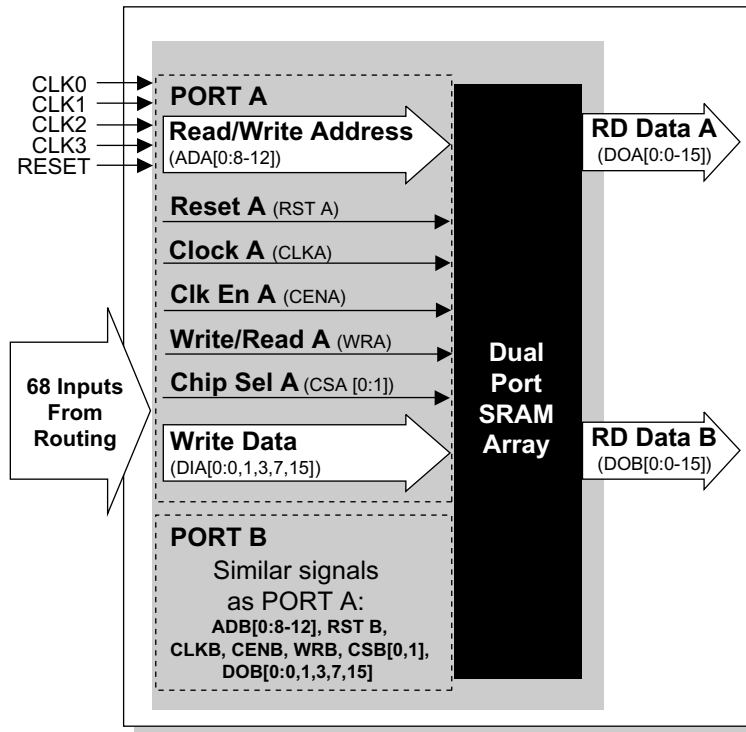 CLK0
CLK1
CLK2
CLK3
RESET
68 Inputs
From
Routing
PORT A
Read/Write Address
(ADA[0:8-12])
Reset A (RST A)
Clock A (CLKA)
Clk En A (CENA)
Write/Read A (WRA)
Chip Sel A (CSA [0:1])
Write Data
(DIA[0:0,1,3,7,15])
PORT B
Similar signals
as PORT A:
ADB[0:8-12], RST B,
CLKB, CENB, WRB, CSB[0,1],
DOB[0:0,1,3,7,15]
Dual
Port
SRAM
Array
RD Data A
(DOA[0:0-15])
RD Data B
(DOB[0:0-15])